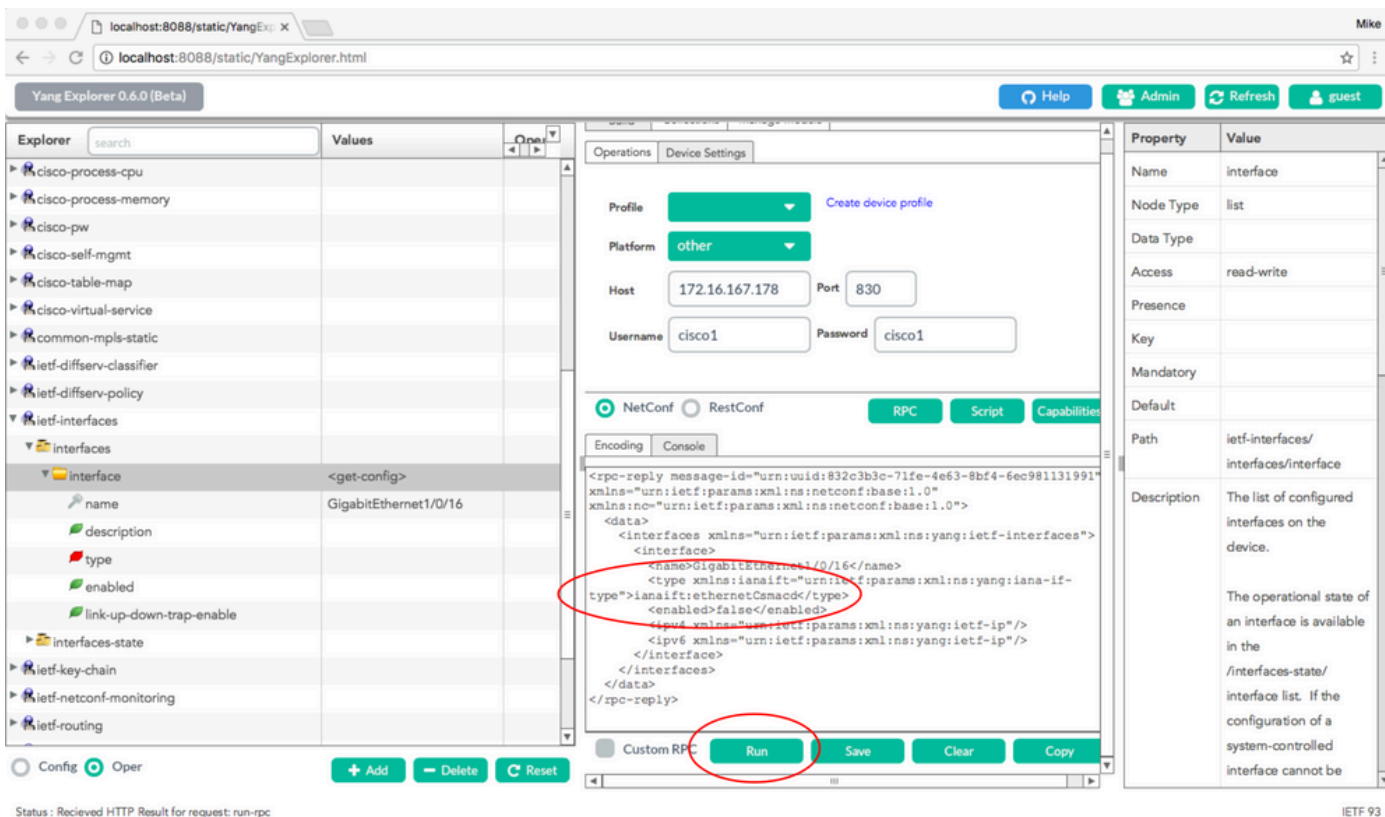 localhost:8088/static/YangExp
Mike
localhost:8088/static/YangExplorer.html
Yang Explorer 0.6.0 (Beta)
Help
Admin
Refresh
guest
Explorer
search
Values
cisco-process-cpu
cisco-process-memory
cisco-pw
cisco-self-mgmt
cisco-table-map
cisco-virtual-service
common-mpls-static
ietf-diffserv-classifier
ietf-diffserv-policy
ietf-interfaces
interfaces
interface <get-config>
name GigabitEthernet1/0/16
description
type
enabled
link-up-down-trap-enable
interfaces-state
ietf-key-chain
ietf-netconf-monitoring
ietf-routing
Config Oper
Add
Delete
Reset
Status : Recieved HTTP Result for request: run-rpc
Operations Device Settings
Profile
Create device profile
Platform other
Host 172.16.167.178 Port 830
Username cisco1 Password cisco1
NetConf RestConf
RPC Script Capabilities
Encoding Console
<rpc-reply message-id="urn:uuid:832c3b3c-71fe-4e63-8bf4-6ec981131991"
xmlns="urn:ietf:params:xml:ns:netconf:base:1.0"
xmlns:nc="urn:ietf:params:xml:ns:netconf:base:1.0">
<data>
<interfaces xmlns="urn:ietf:params:xml:ns:yang:ietf-interfaces">
<interface>
<name>GigabitEthernet1/0/16</name>
<type xmlns:ianaift="urn:ietf:params:xml:ns:yang:iana-if-
type">ianaift:ethernetCsmacd</type>
<enabled>false</enabled>
<ipv4 xmlns="urn:ietf:params:xml:ns:yang:ietf-ip"/>
<ipv6 xmlns="urn:ietf:params:xml:ns:yang:ietf-ip"/>
</interface>
</interfaces>
</data>
</rpc-reply>
Custom RPC
Run
Save
Clear
Copy
Property Value
Name interface
Node Type list
Data Type
Access read-write
Presence
Key
Mandatory
Default
Path ietf-interfaces/
interfaces/interface
Description The list of configured
interfaces on the
device.
The operational state of
an interface is available
in the
/interfaces-state/
interface list. If the
configuration of a
system-controlled
interface cannot be
IETF 93